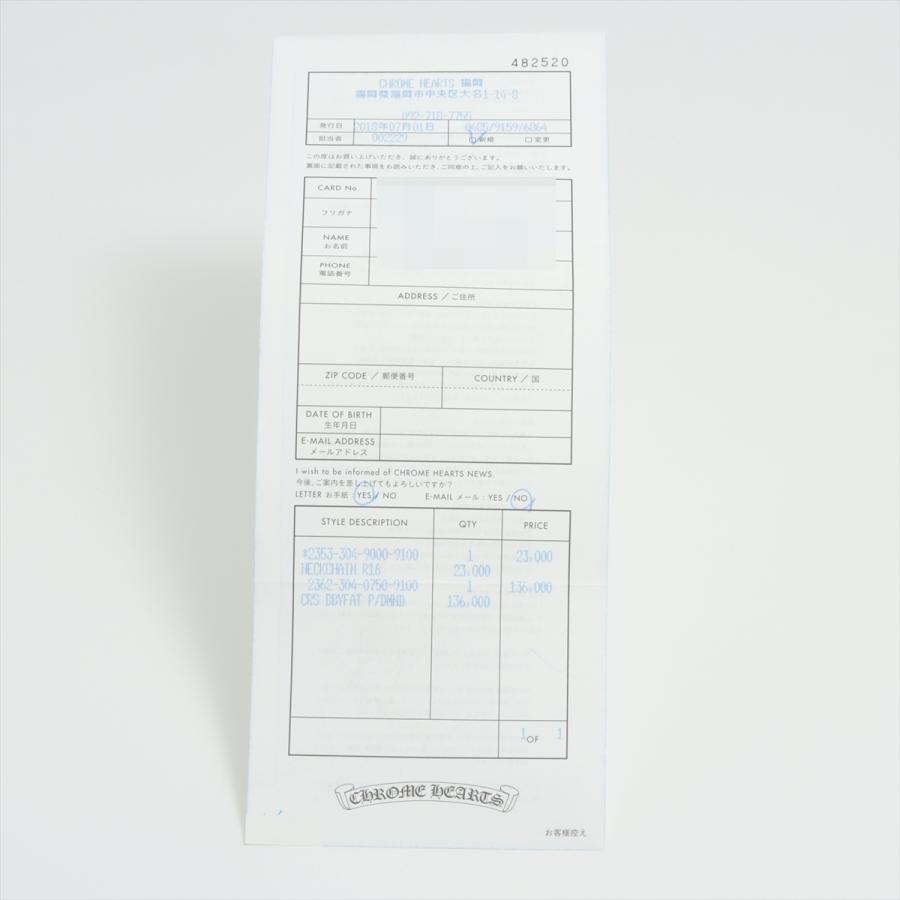 482520
CHROME HEARTS 福岡
福岡県福岡市中央区大名1-14-8
092-718-7755
発行日 2018年07月01日 0485/9159/6864
担当者 002229 □新規 □変更
この度はお買い上げいただき、誠にありがとうございます。
裏面に記載された事項をお読みいただき、ご同意の上、ご記入をお願いいたします。
CARD No.
フリガナ
NAME
お名前
PHONE
電話番号
ADDRESS / ご住所
ZIP CODE / 郵便番号 COUNTRY / 国
DATE OF BIRTH
生年月日
E-MAIL ADDRESS
メールアドレス
I wish to be informed of CHROME HEARTS NEWS.
今後、ご案内を差し上げてもよろしいですか？
LETTER お手紙 : YES / NO E-MAIL メール : YES / NO
STYLE DESCRIPTION QTY PRICE
*2353-304-9000-9100 1 23,000
NECKCHAIN R16 23,000
2362-304-0750-9100 1 136,000
CRS DBYFAT P/DMND 136,000
1 OF 1
CHROME HEARTS
お客様控え